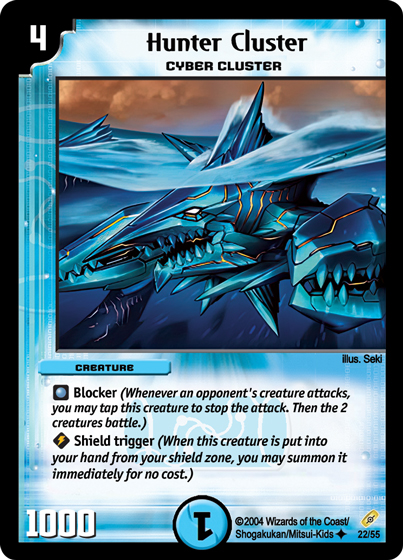 4
Hunter Cluster
CYBER CLUSTER
illus. Seki
CREATURE
Blocker (Whenever an opponent's creature attacks,
you may tap this creature to stop the attack. Then the 2
creatures battle.)
Shield trigger (When this creature is put into
your hand from your shield zone, you may summon it
immediately for no cost.)
1000
1
©2004 Wizards of the Coast/
Shogakukan/Mitsui-Kids 22/55